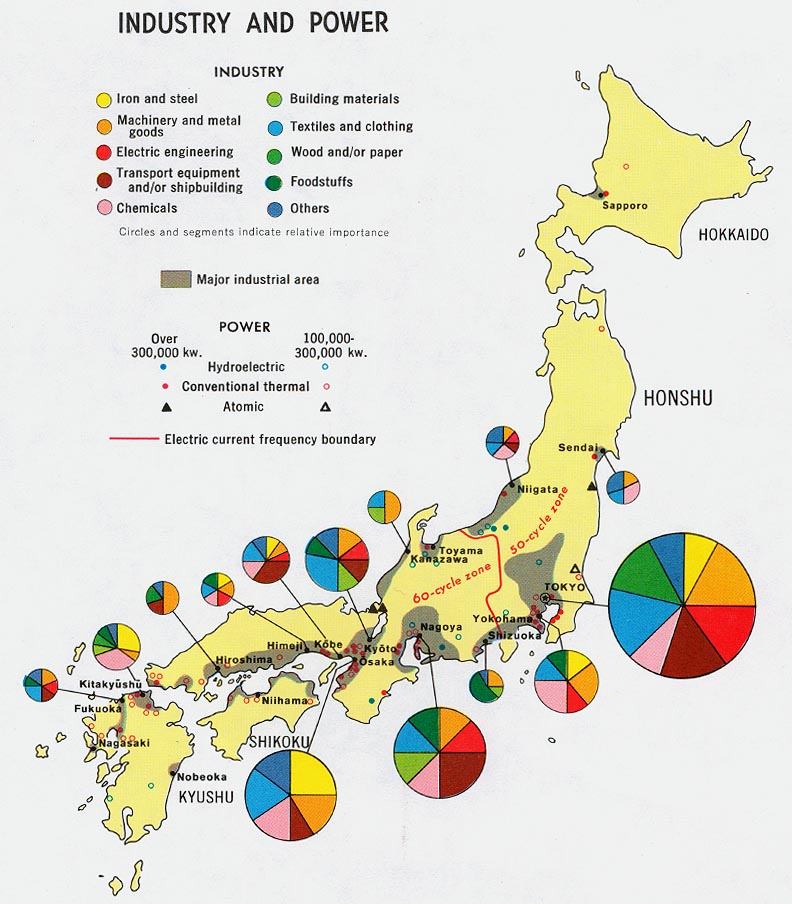 INDUSTRY AND POWER
INDUSTRY
Iron and steel
Machinery and metal
goods
Electric engineering
Transport equipment
and/or shipbuilding
Chemicals
Building materials
Textiles and clothing
Wood and/or paper
Foodstuffs
Others
Circles and segments indicate relative importance
Major industrial area
POWER
Over
300,000 kw.
100,000-
300,000 kw.
Hydroelectric
Conventional thermal
Atomic
Electric current frequency boundary
Sapporo
HOKKAIDO
HONSHU
Sendai
Niigata
50-cycle zone
Toyama
Kanazawa
60-cycle zone
TOKYO
Yokohama
Nagoya
Shizuoka
Kyōto
Kōbe
Himeji
Ōsaka
Hiroshima
Kitakyūshū
Fukuoka
Niihama
Nagasaki
SHIKOKU
Nobeoka
KYUSHU